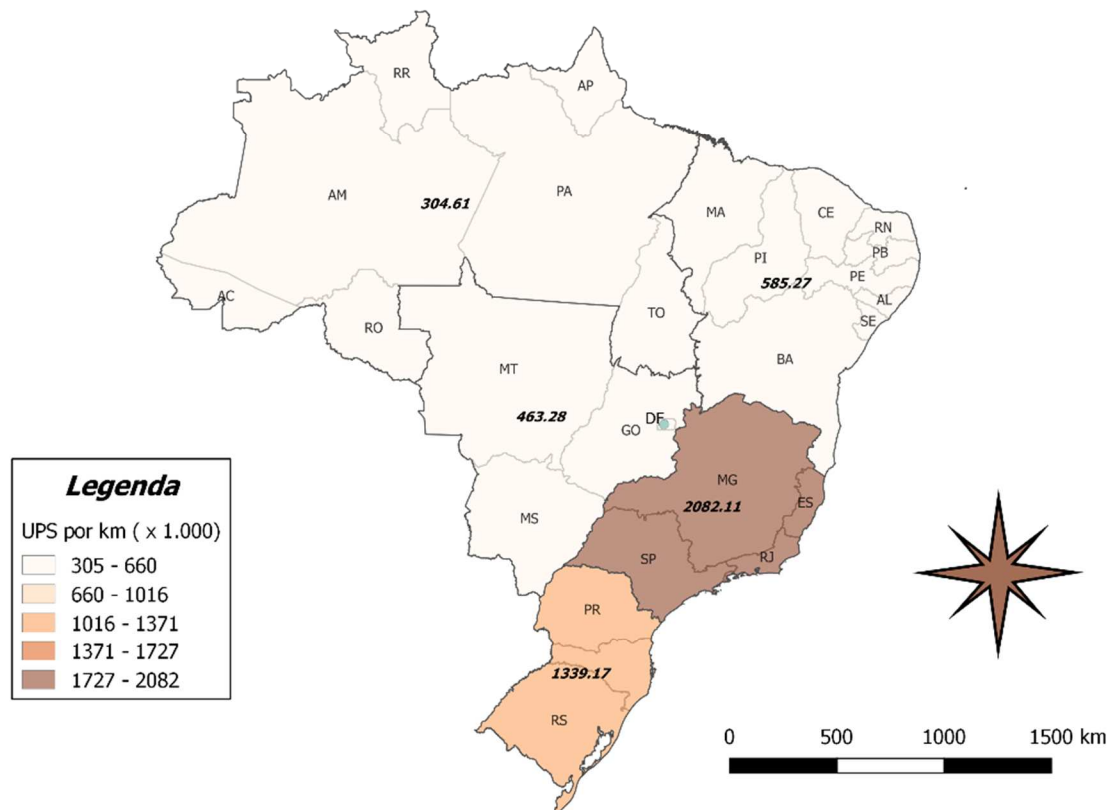 RR
AP
AM
304.61
PA
MA
CE
RN
PB
PI
PE
585.27
AL
SE
AC
RO
TO
MT
BA
463.28
DF
GO
MG
2082.11
ES
MS
SP
RJ
PR
1339.17
RS
Legenda
UPS por km ( x 1.000)
305 - 660
660 - 1016
1016 - 1371
1371 - 1727
1727 - 2082
0 500 1000 1500 km